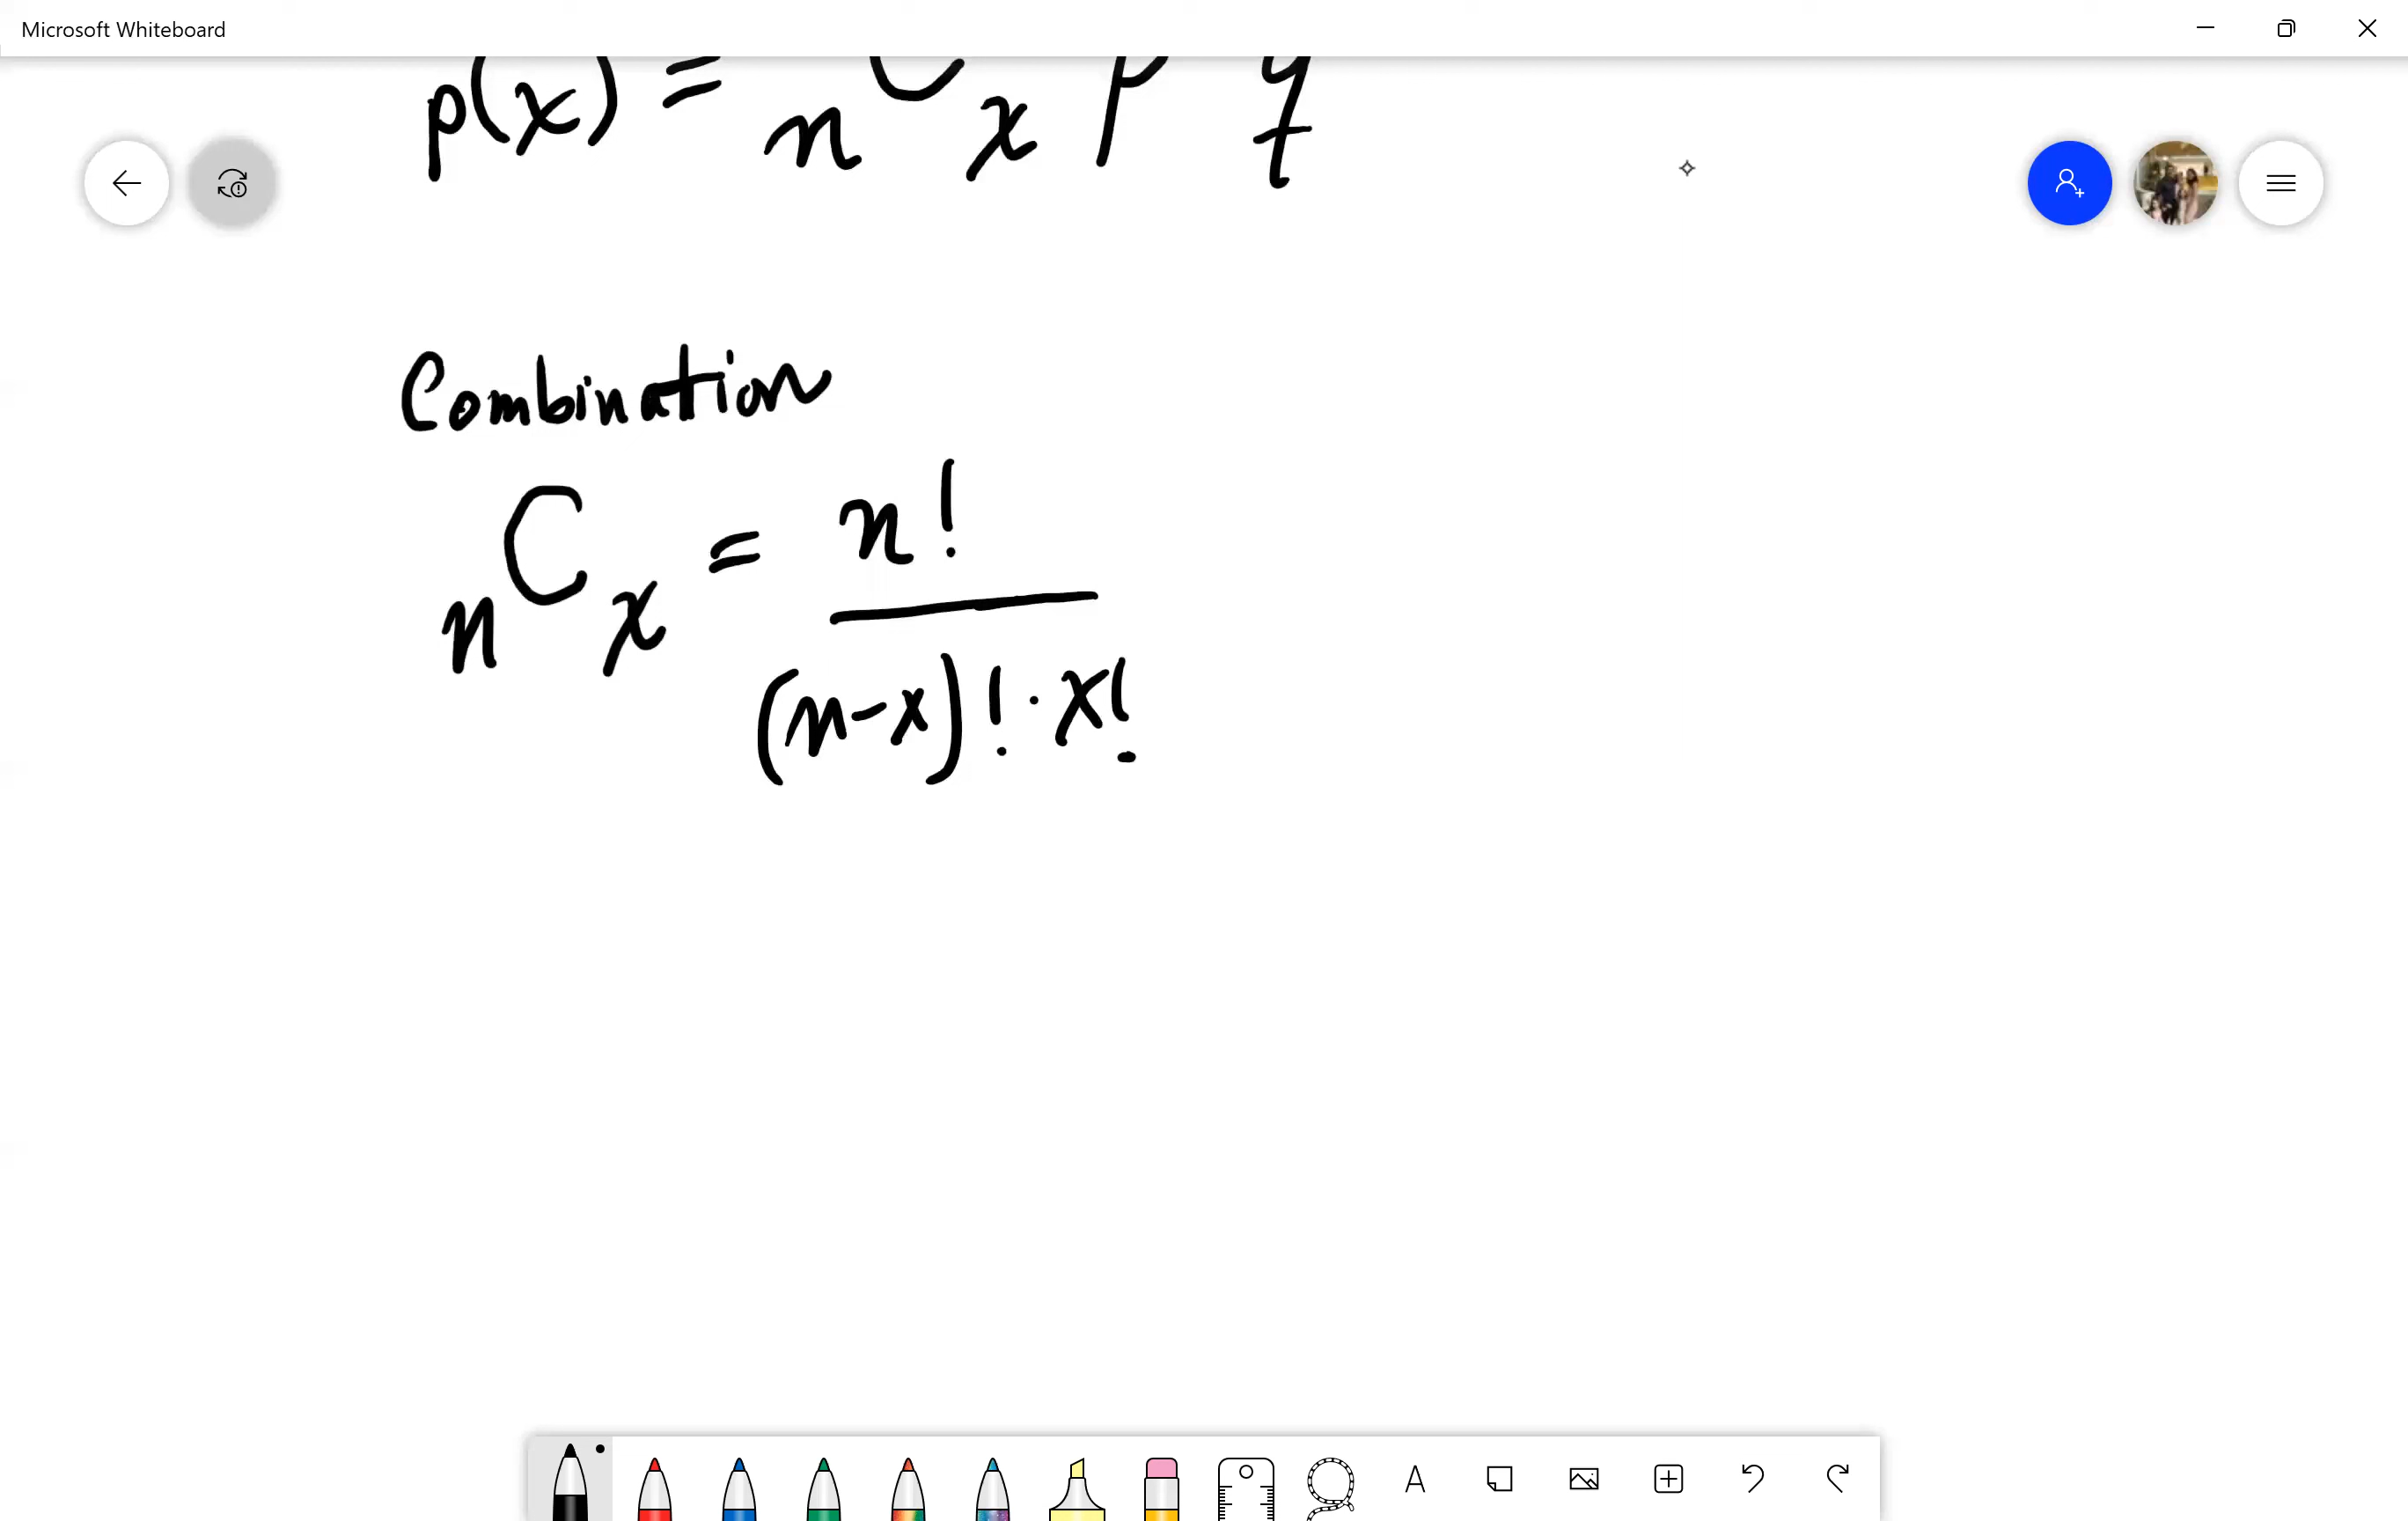 Microsoft Whiteboard
p(x) = nCx p q
Combination
nCx = n!
(n-x)! · x!